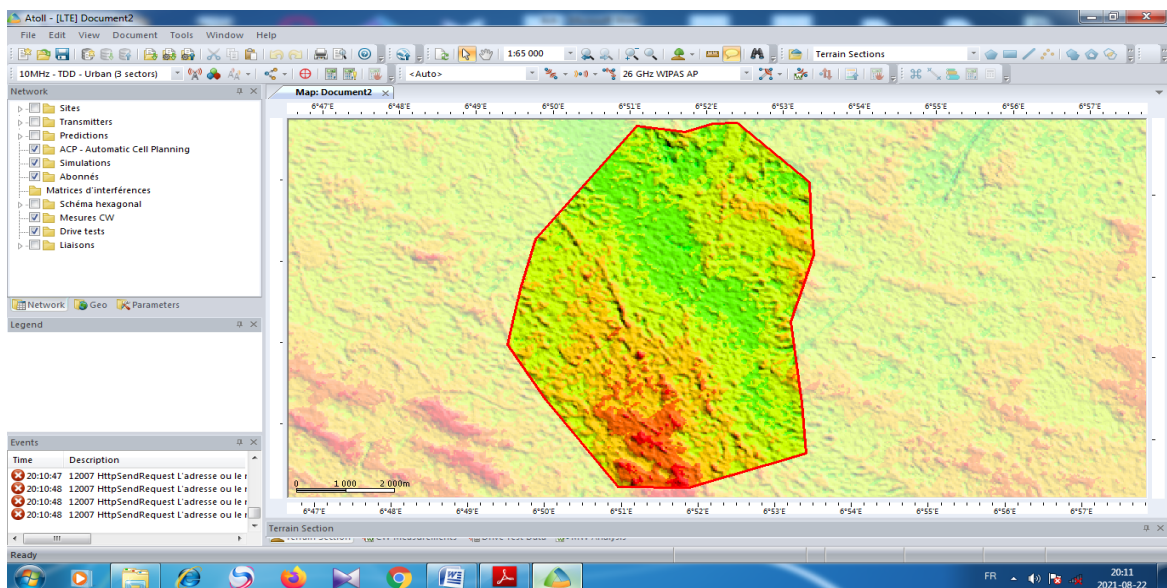 Atoll - [LTE] Document2
File Edit View Document Tools Window Help
1:65 000 Terrain Sections
10MHz - TDD - Urban (3 sectors) <Auto> 26 GHz WIPAS AP
Network
Sites
Transmitters
Predictions
ACP - Automatic Cell Planning
Simulations
Abonnés
Matrices d'interférences
Schéma hexagonal
Mesures CW
Drive tests
Liaisons
Network Geo Parameters
Legend
Events
Time Description
20:10:47 12007 HttpSendRequest L'adresse ou le r
20:10:48 12007 HttpSendRequest L'adresse ou le r
20:10:48 12007 HttpSendRequest L'adresse ou le r
20:10:48 12007 HttpSendRequest L'adresse ou le r
Map: Document2
6°47'E 6°48'E 6°49'E 6°50'E 6°51'E 6°52'E 6°53'E 6°54'E 6°55'E 6°56'E 6°57'E
0 1 000 2 000m
6°47'E 6°48'E 6°49'E 6°50'E 6°51'E 6°52'E 6°53'E 6°54'E 6°55'E 6°56'E 6°57'E
Terrain Section
Ready
FR
20:11
2021-08-22